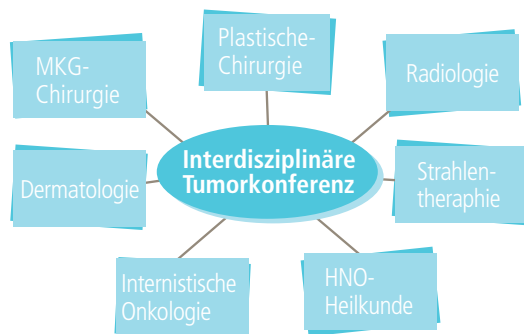 Plastische-
Chirurgie
MKG-
Chirurgie
Radiologie
Interdisziplinäre
Tumorkonferenz
Dermatologie
Strahlen-
theraphie
Internistische
Onkologie
HNO-
Heilkunde